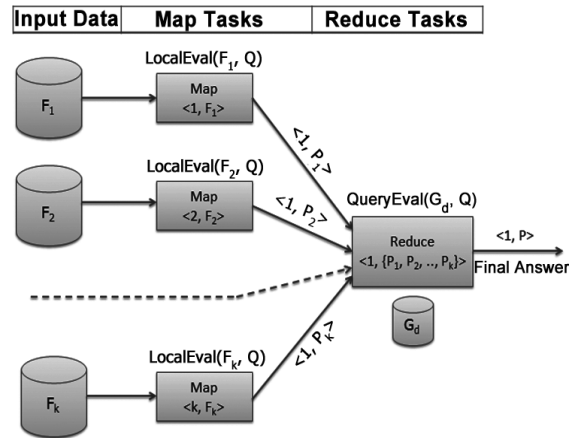 Input Data Map Tasks Reduce Tasks
LocalEval(F₁, Q)
F₁
Map
<1, F₁>
<1, P₁>
LocalEval(F₂, Q)
F₂
Map
<2, F₂>
<1, P₂>
QueryEval(G_d, Q)
Reduce
<1, {P₁, P₂, .., Pₖ}>
<1, P>
Final Answer
G_d
LocalEval(Fₖ, Q)
Fₖ
Map
<k, Fₖ>
<1, Pₖ>